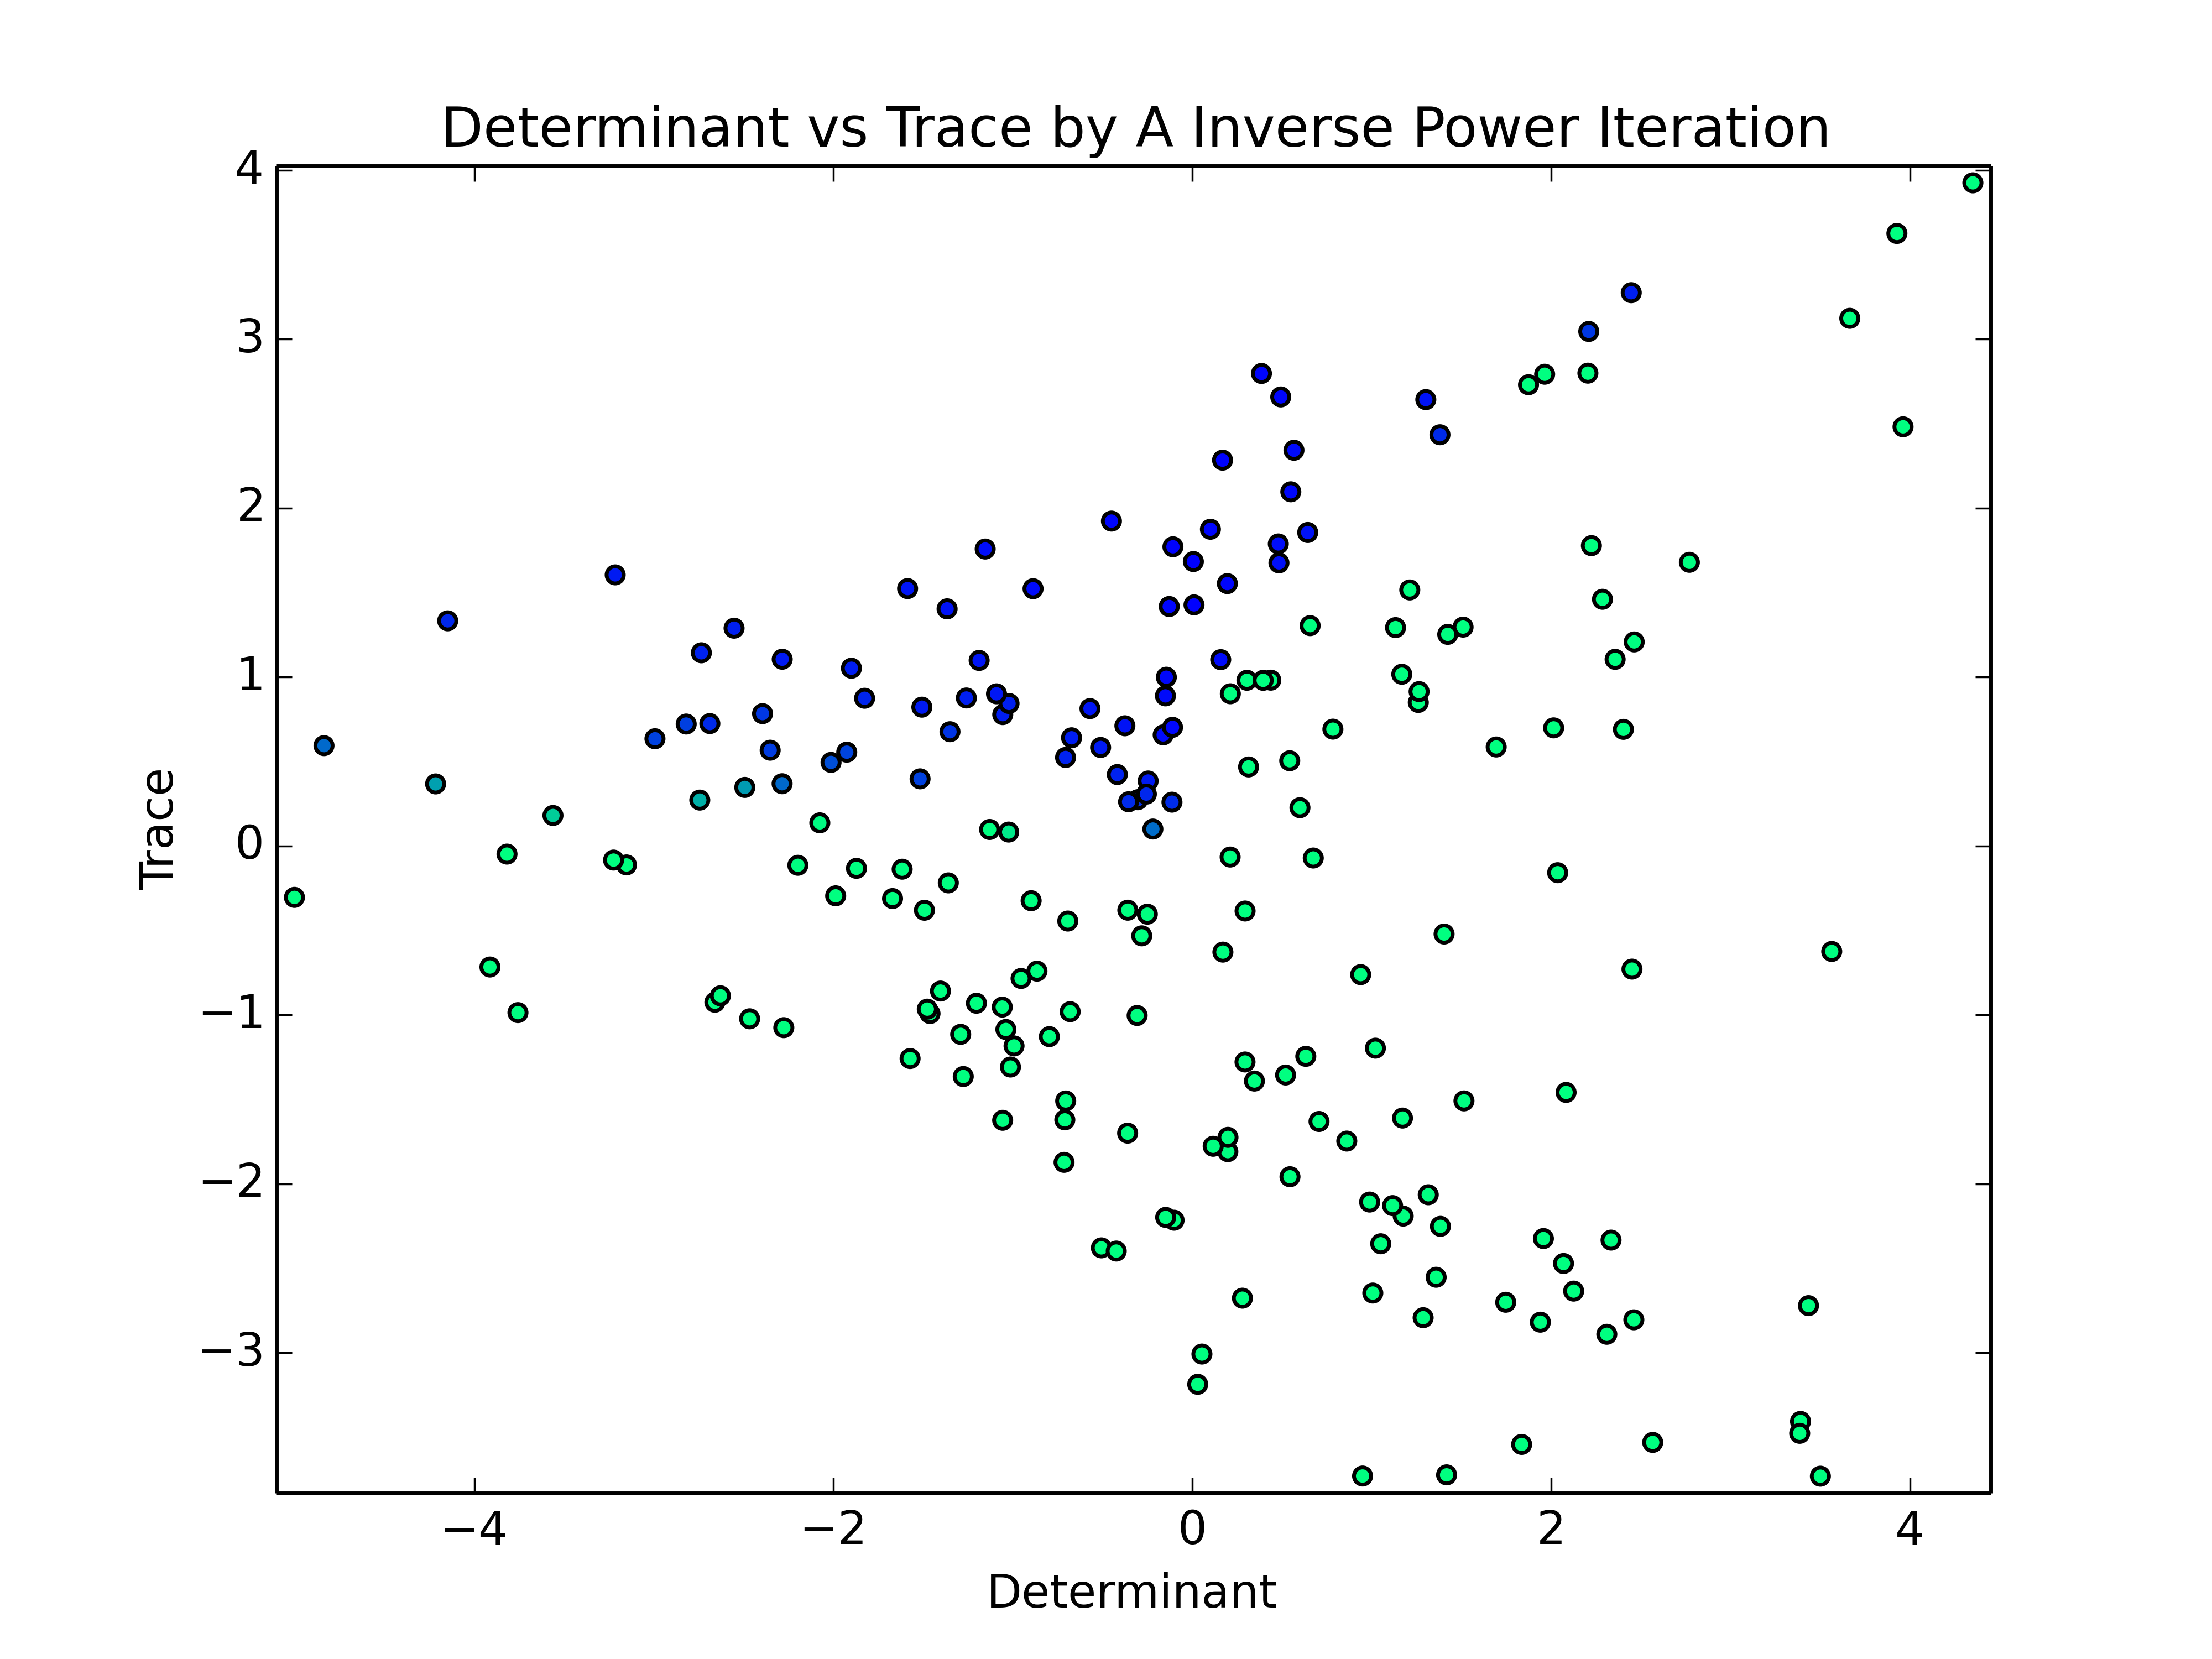 Determinant vs Trace by A Inverse Power Iteration
4
3
2
1
0
−1
−2
−3
Trace
−4 −2 0 2 4
Determinant